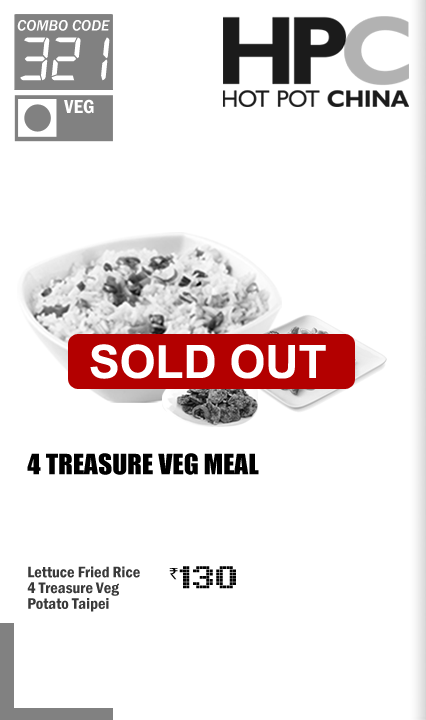 COMBO CODE
321
VEG
HPC
HOT POT CHINA
SOLD OUT
4 TREASURE VEG MEAL
Lettuce Fried Rice
4 Treasure Veg
Potato Taipei
₹130